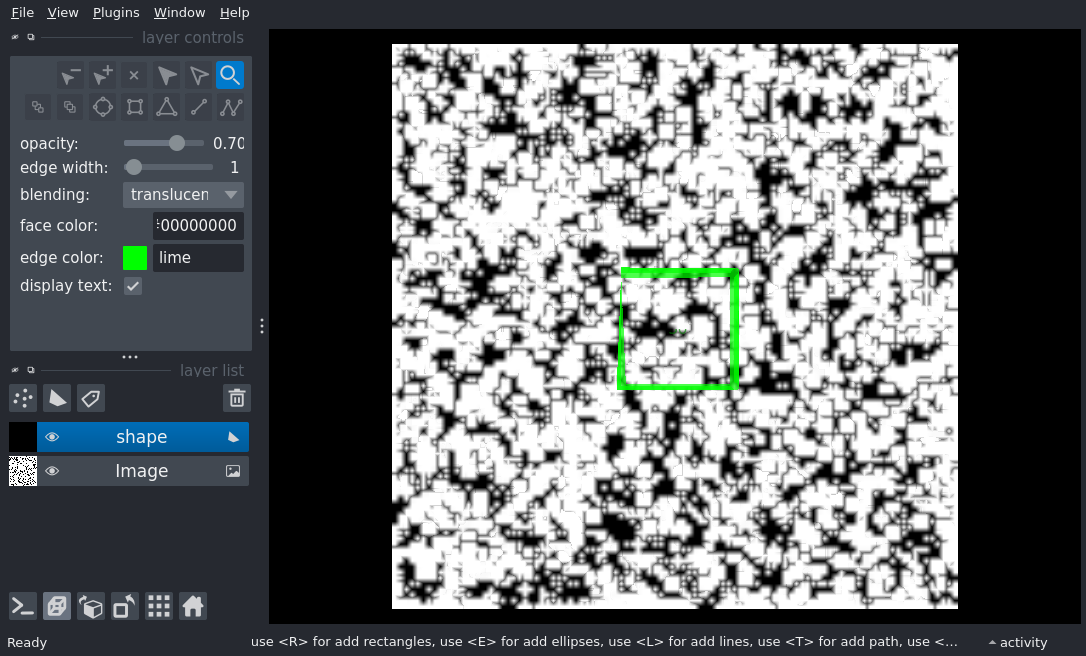 File View Plugins Window Help
layer controls
opacity: 0.70
edge width: 1
blending: translucen
face color: 00000000
edge color: lime
display text:
layer list
shape
Image
Ready use <R> for add rectangles, use <E> for add ellipses, use <L> for add lines, use <T> for add path, use <... activity